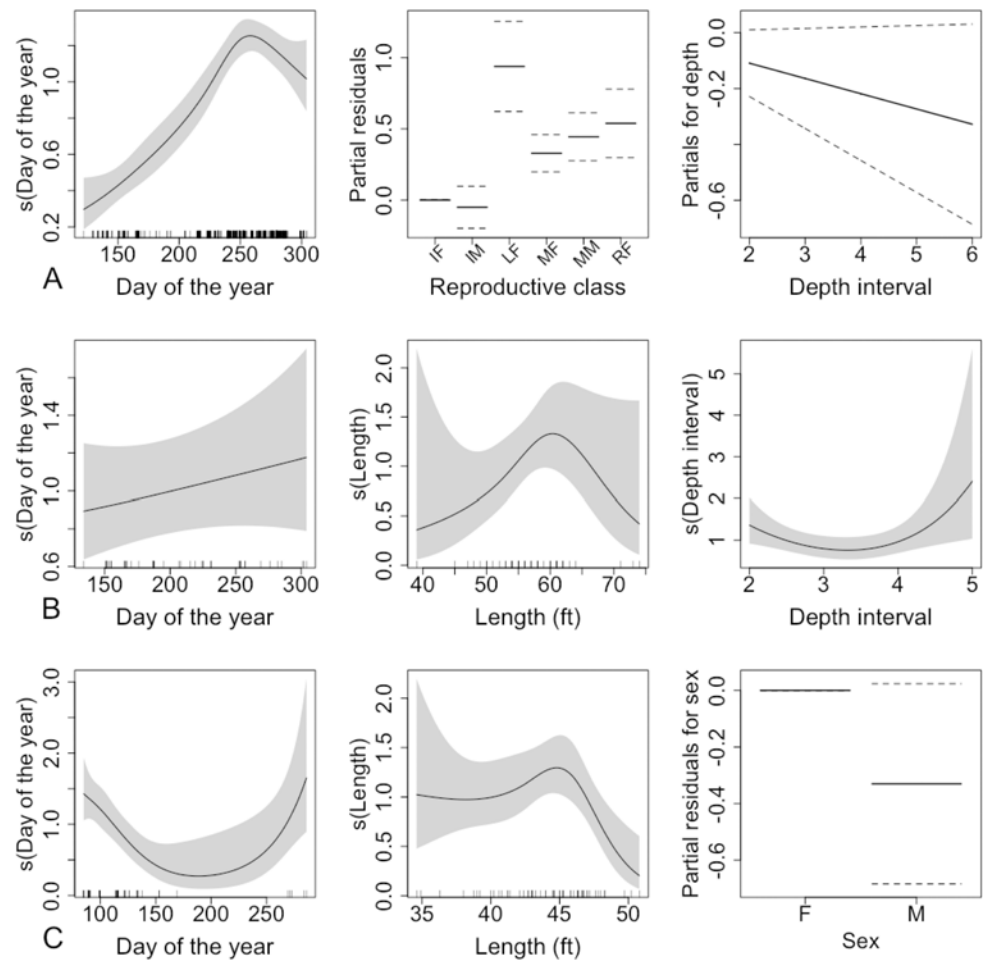 s(Day of the year)
0.2 0.6 1.0
150 200 250 300
Day of the year
A
Partial residuals
0.0 0.5 1.0
IF IM LF MF MM RF
Reproductive class
Partials for depth
-0.6 -0.2 0.0
2 3 4 5 6
Depth interval
s(Day of the year)
0.6 1.0 1.4
150 200 250 300
Day of the year
B
s(Length)
0.0 0.5 1.0 1.5 2.0
40 50 60 70
Length (ft)
s(Depth interval)
1 2 3 4 5
2 3 4 5
Depth interval
s(Day of the year)
0.0 1.0 2.0 3.0
100 150 200 250
Day of the year
C
s(Length)
0.0 0.5 1.0 1.5 2.0
35 40 45 50
Length (ft)
Partial residuals for sex
-0.6 -0.4 -0.2 0.0
F M
Sex